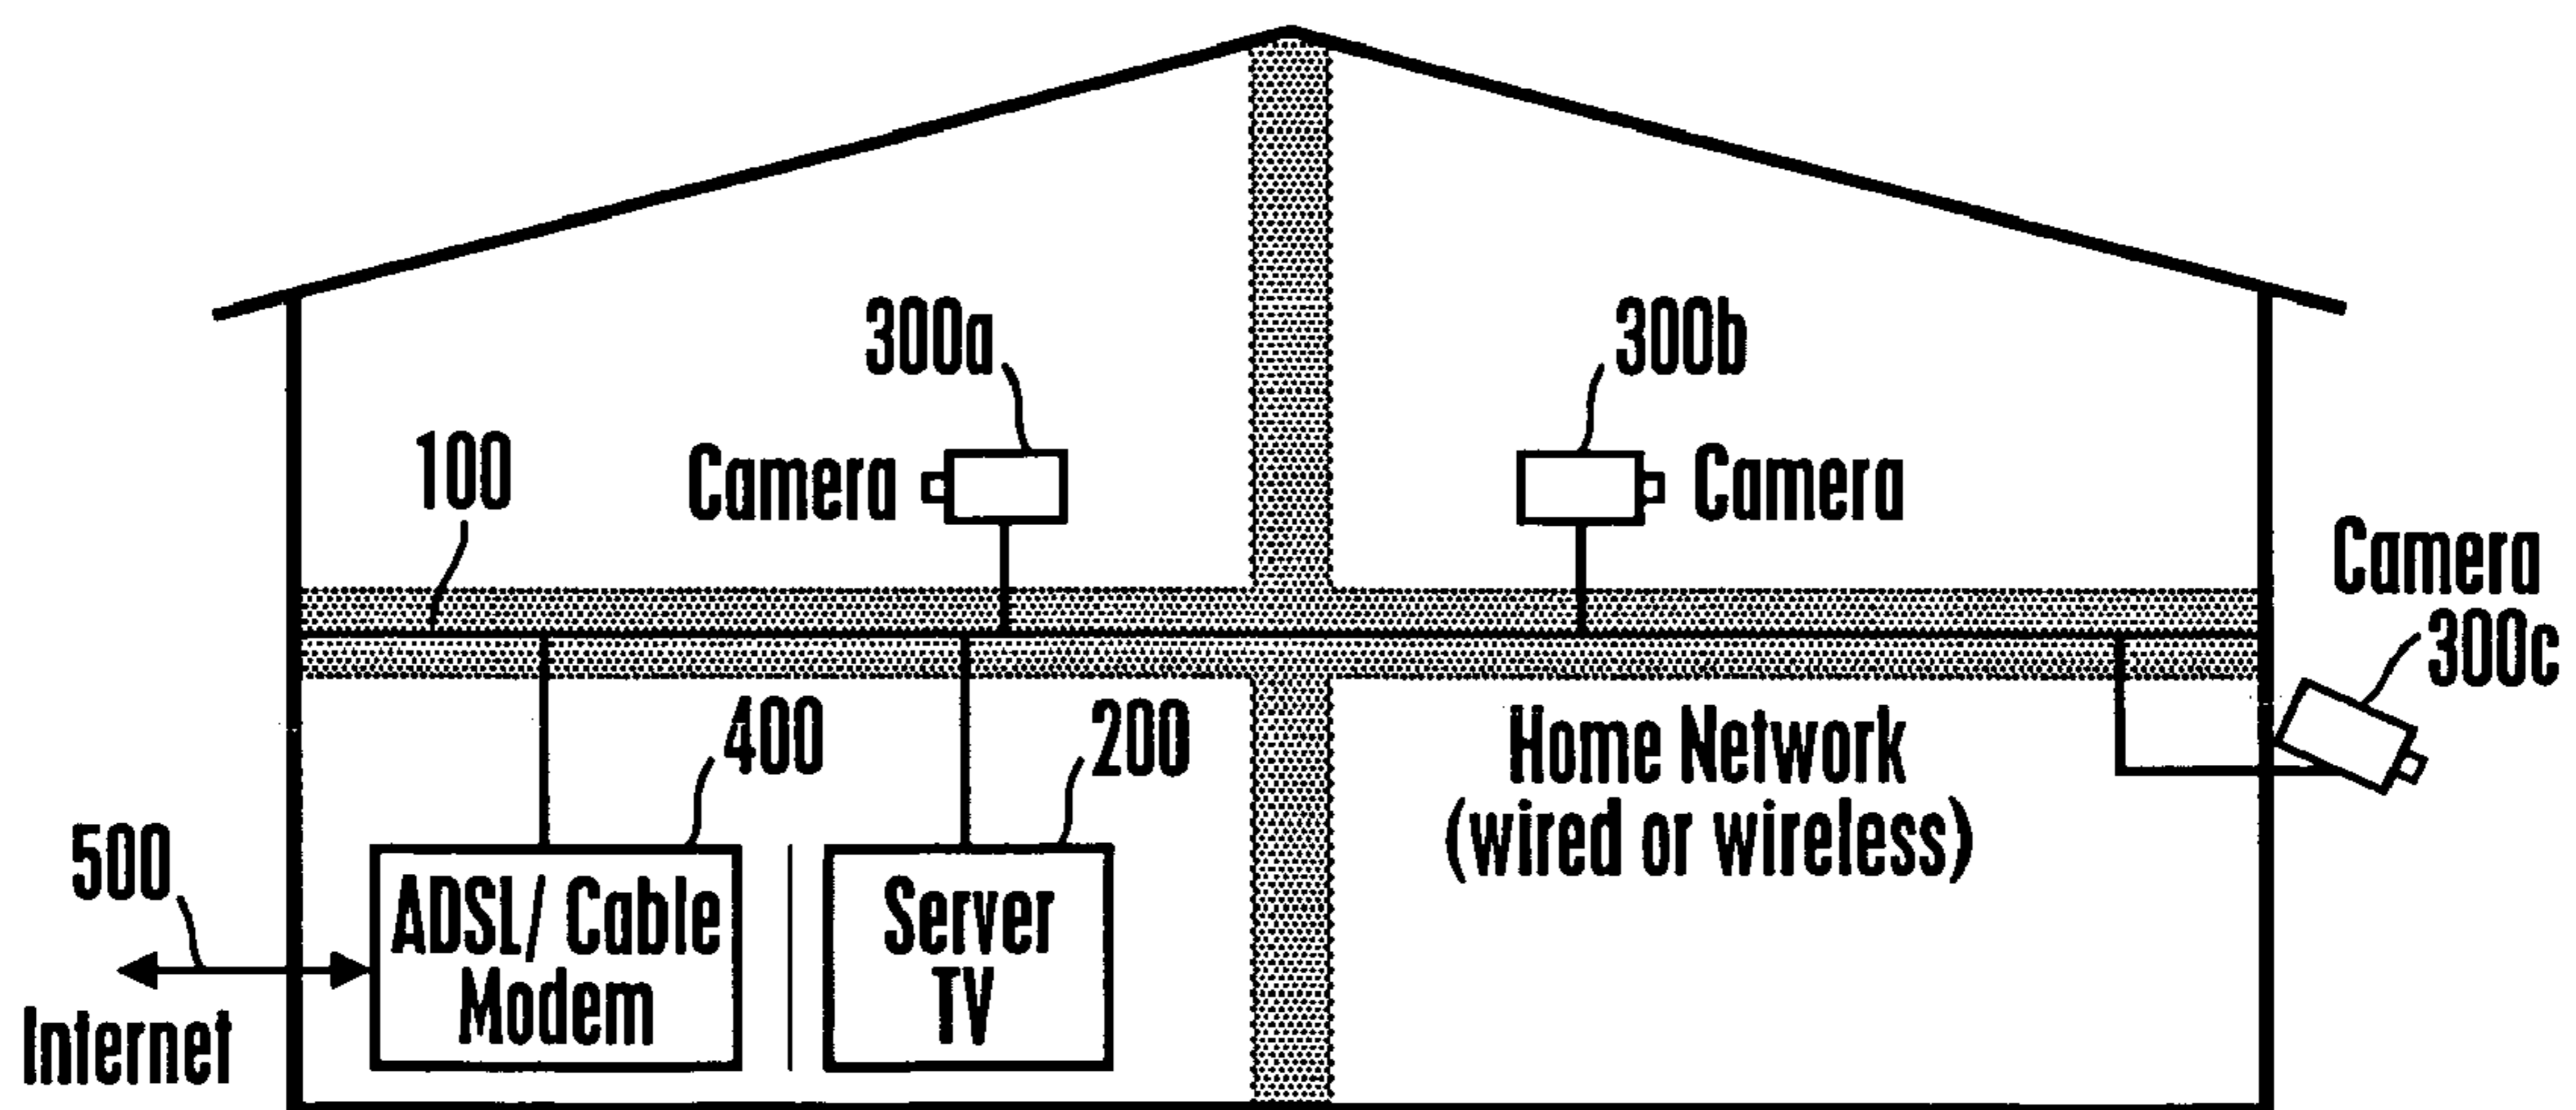 300a
300b
100
Camera
Camera
Camera
300c
400
200
Home Network
(wired or wireless)
500
ADSL/ Cable
Modem
Server
TV
Internet